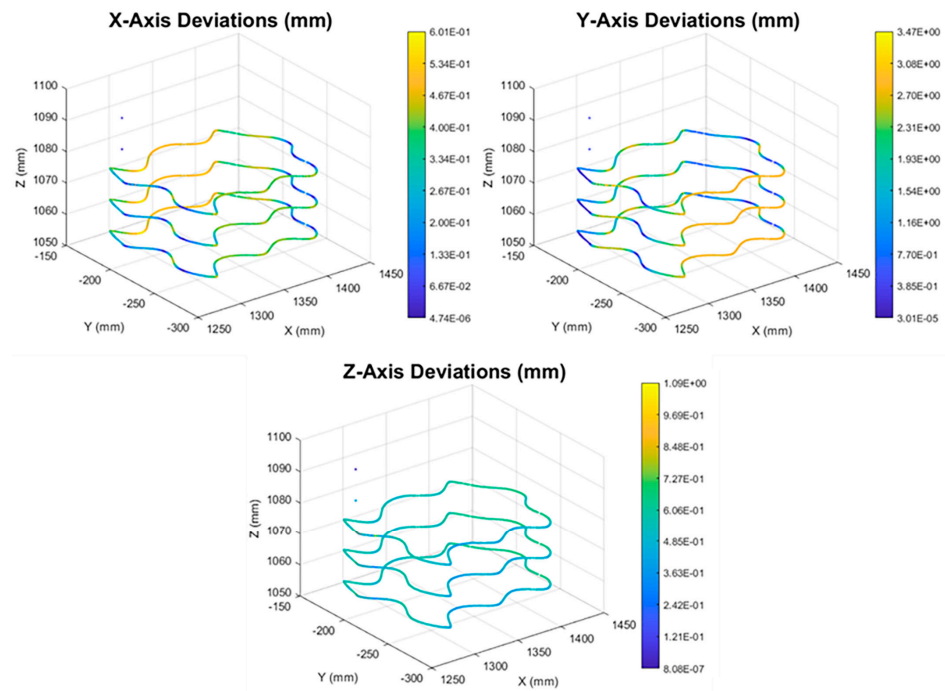 X-Axis Deviations (mm)
1100
1090
1080
1070
1060
1050
Z (mm)
-150
-200
-250
-300
Y (mm)
1250
1300
1350
1400
1450
X (mm)
6.01E-01
5.34E-01
4.67E-01
4.00E-01
3.34E-01
2.67E-01
2.00E-01
1.33E-01
6.67E-02
4.74E-06
Y-Axis Deviations (mm)
1100
1090
1080
1070
1060
1050
Z (mm)
-150
-200
-250
-300
Y (mm)
1250
1300
1350
1400
1450
X (mm)
3.47E+00
3.08E+00
2.70E+00
2.31E+00
1.93E+00
1.54E+00
1.16E+00
7.70E-01
3.85E-01
3.01E-05
Z-Axis Deviations (mm)
1100
1090
1080
1070
1060
1050
Z (mm)
-150
-200
-250
-300
Y (mm)
1250
1300
1350
1400
1450
X (mm)
1.09E+00
9.69E-01
8.48E-01
7.27E-01
6.06E-01
4.85E-01
3.63E-01
2.42E-01
1.21E-01
8.08E-07